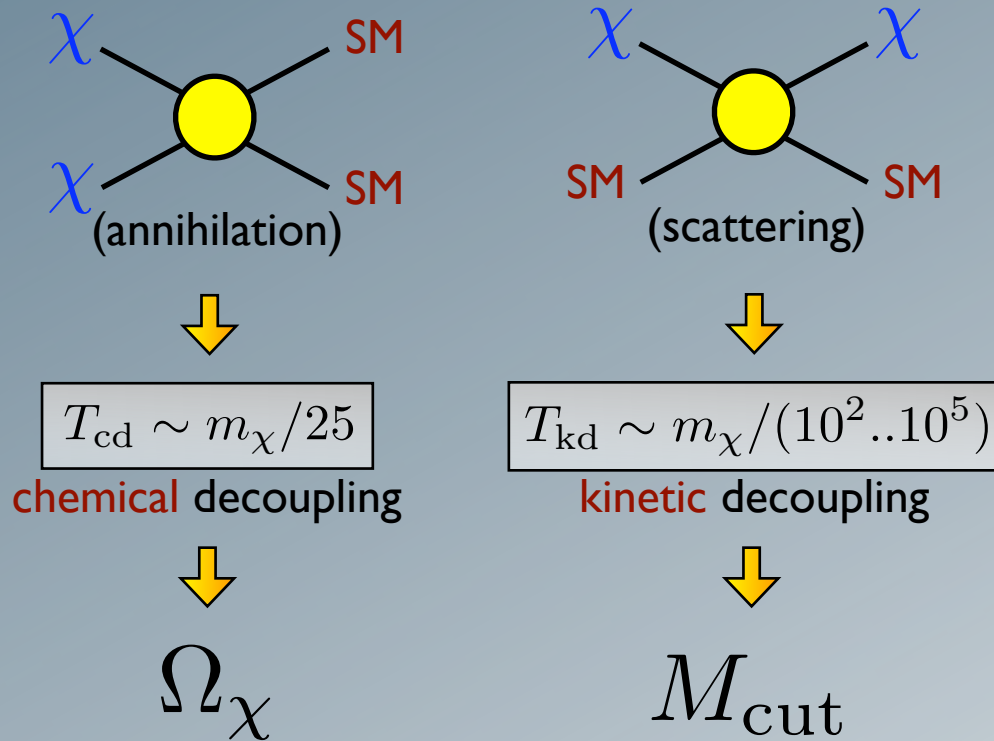 χ SM χ χ
χ SM SM SM
(annihilation) (scattering)
T_cd ∼ m_χ/25 T_kd ∼ m_χ/(10^2..10^5)
chemical decoupling kinetic decoupling
Ω_χ M_cut